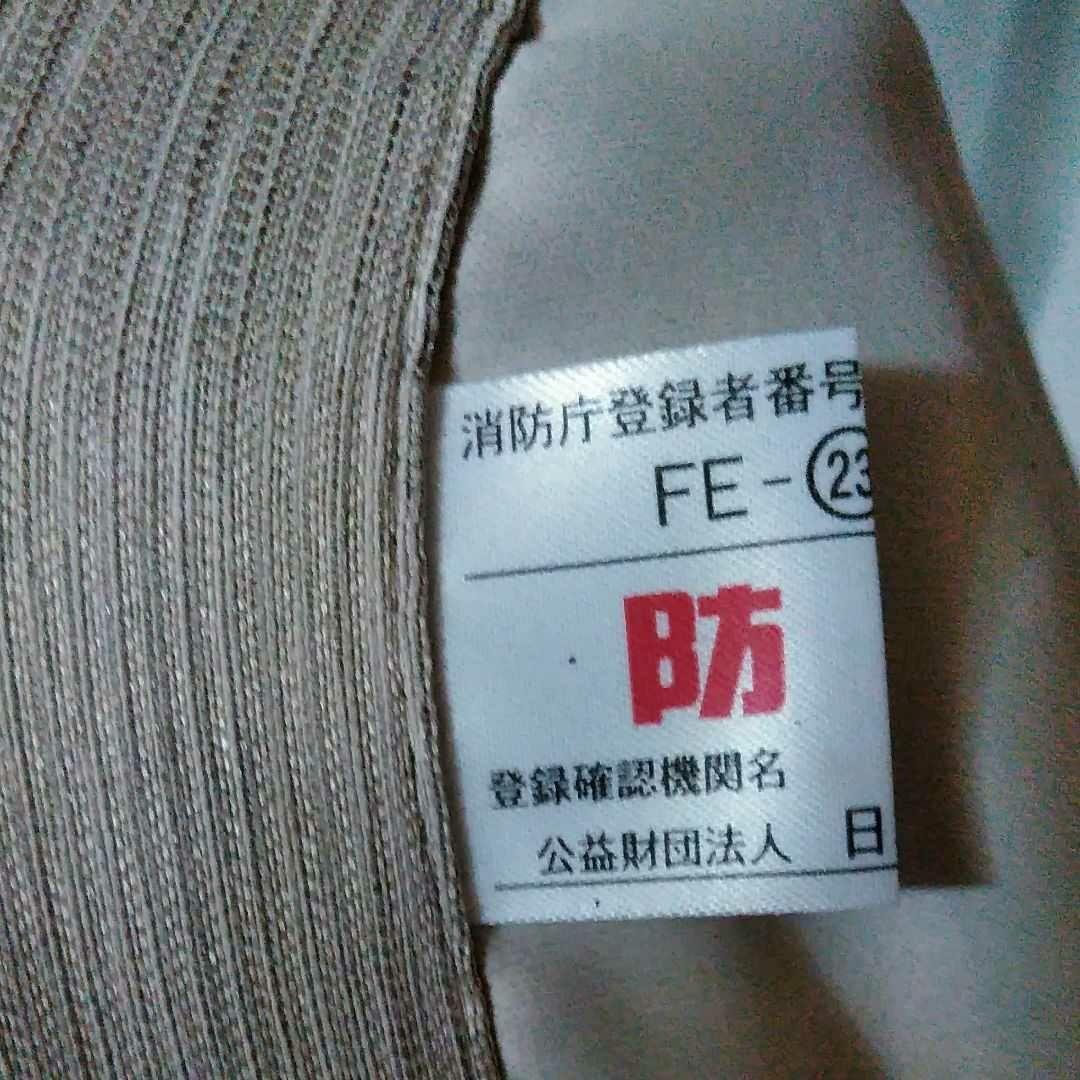 消防庁登録者番号
FE-㉓
防
登録確認機関名
公益財団法人 日